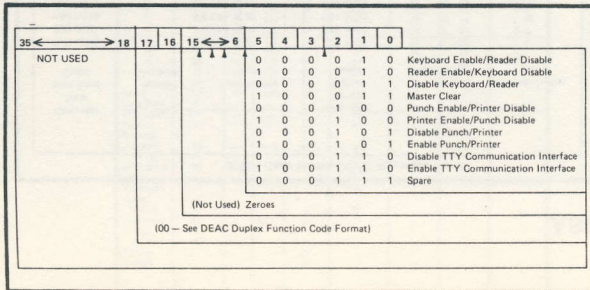 35 18 17 16 15 6 5 4 3 2 1 0
NOT USED
0 0 0 0 1 0 Keyboard Enable/Reader Disable
1 0 0 0 1 0 Reader Enable/Keyboard Disable
0 0 0 0 1 1 Disable Keyboard/Reader
1 0 0 0 1 1 Master Clear
0 0 0 1 0 0 Punch Enable/Printer Disable
1 0 0 1 0 0 Printer Enable/Punch Disable
0 0 0 1 0 1 Disable Punch/Printer
1 0 0 1 0 1 Enable Punch/Printer
0 0 0 1 1 0 Disable TTY Communication Interface
1 0 0 1 1 0 Enable TTY Communication Interface
0 0 0 1 1 1 Spare
(Not Used) Zeroes
(00 — See DEAC Duplex Function Code Format)